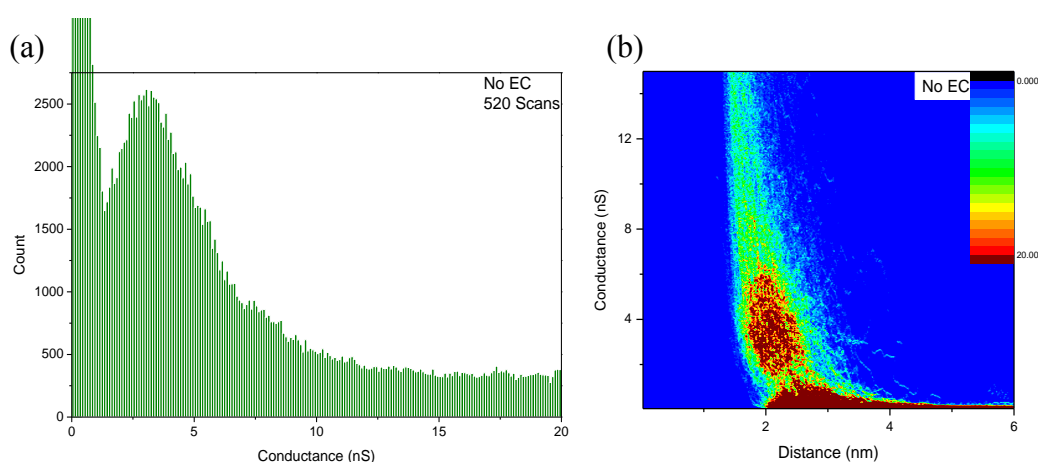 (a)
No EC
520 Scans
2500
2000
1500
1000
500
0
Count
0 5 10 15 20
Conductance (nS)
(b)
No EC
0.000
20.00
12
8
4
Conductance (nS)
2 4 6
Distance (nm)